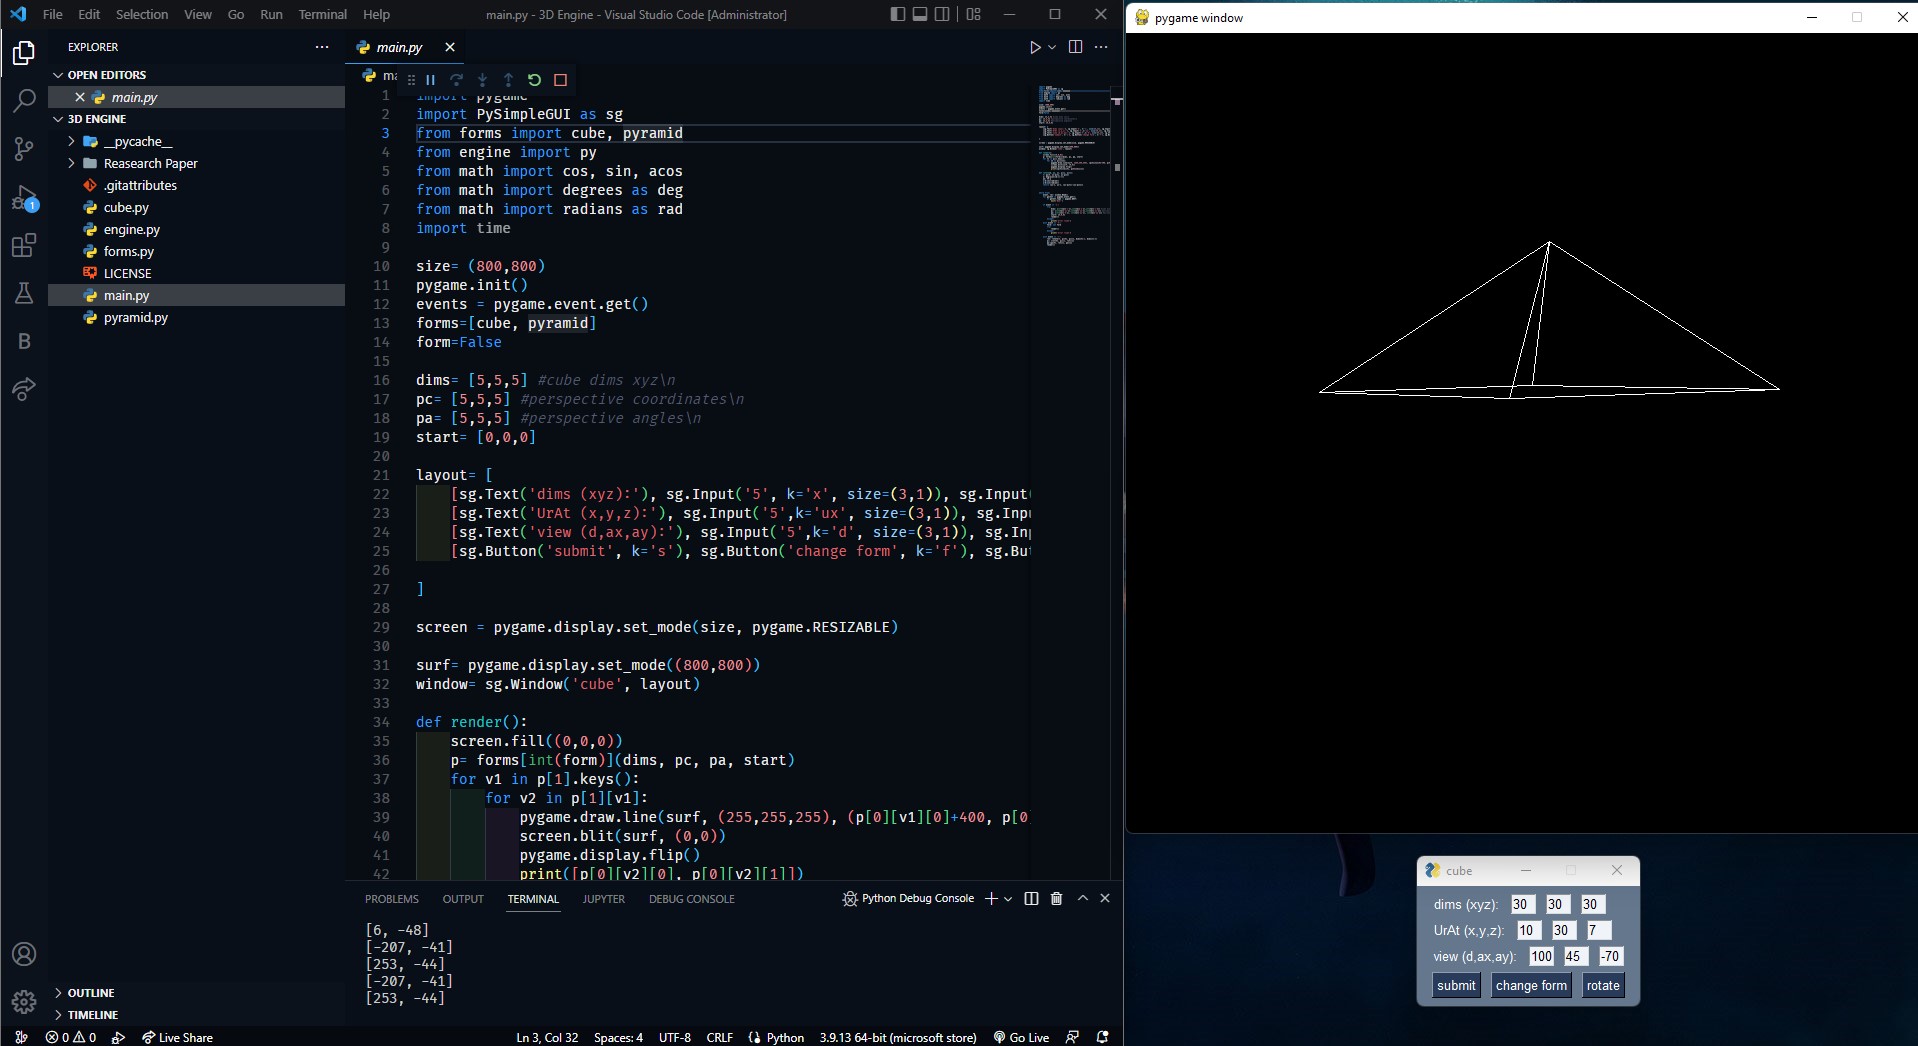 File Edit Selection View Go Run Terminal Help
main.py - 3D Engine - Visual Studio Code [Administrator]
EXPLORER
OPEN EDITORS
main.py
3D ENGINE
__pycache__
Reasearch Paper
.gitattributes
cube.py
engine.py
forms.py
LICENSE
main.py
pyramid.py
OUTLINE
TIMELINE
B
1
main.py
ma
1 import pygame
2 import PySimpleGUI as sg
3 from forms import cube, pyramid
4 from engine import py
5 from math import cos, sin, acos
6 from math import degrees as deg
7 from math import radians as rad
8 import time
9
10 size= (800,800)
11 pygame.init()
12 events = pygame.event.get()
13 forms=[cube, pyramid]
14 form=False
15
16 dims= [5,5,5] #cube dims xyz\n
17 pc= [5,5,5] #perspective coordinates\n
18 pa= [5,5,5] #perspective angles\n
19 start= [0,0,0]
20
21 layout= [
22 [sg.Text('dims (xyz):'), sg.Input('5', k='x', size=(3,1)), sg.Input(
23 [sg.Text('UrAt (x,y,z):'), sg.Input('5',k='ux', size=(3,1)), sg.Inpu
24 [sg.Text('view (d,ax,ay):'), sg.Input('5',k='d', size=(3,1)), sg.In
25 [sg.Button('submit', k='s'), sg.Button('change form', k='f'), sg.Bu
26
27 ]
28
29 screen = pygame.display.set_mode(size, pygame.RESIZABLE)
30
31 surf= pygame.display.set_mode((800,800))
32 window= sg.Window('cube', layout)
33
34 def render():
35 screen.fill((0,0,0))
36 p= forms[int(form)](dims, pc, pa, start)
37 for v1 in p[1].keys():
38 for v2 in p[1][v1]:
39 pygame.draw.line(surf, (255,255,255), (p[0][v1][0]+400, p[0]
40 screen.blit(surf, (0,0))
41 pygame.display.flip()
42 print([p[0][v2][0], p[0][v2][1]])
PROBLEMS OUTPUT TERMINAL JUPYTER DEBUG CONSOLE
Python Debug Console
[6, -48]
[-207, -41]
[253, -44]
[-207, -41]
[253, -44]
0 0 Live Share Ln 3, Col 32 Spaces: 4 UTF-8 CRLF Python 3.9.13 64-bit (microsoft store) Go Live
pygame window
cube
dims (xyz): 30 30 30
UrAt (x,y,z): 10 30 7
view (d,ax,ay): 100 45 -70
submit change form rotate